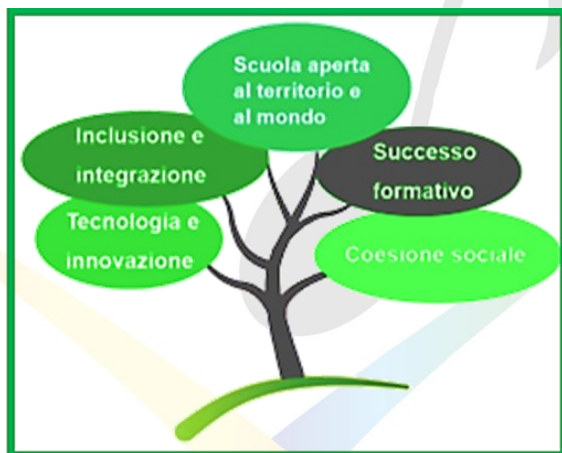 Scuola aperta
al territorio e
al mondo
Inclusione e
integrazione
Successo
formativo
Tecnologia e
innovazione
Coesione sociale